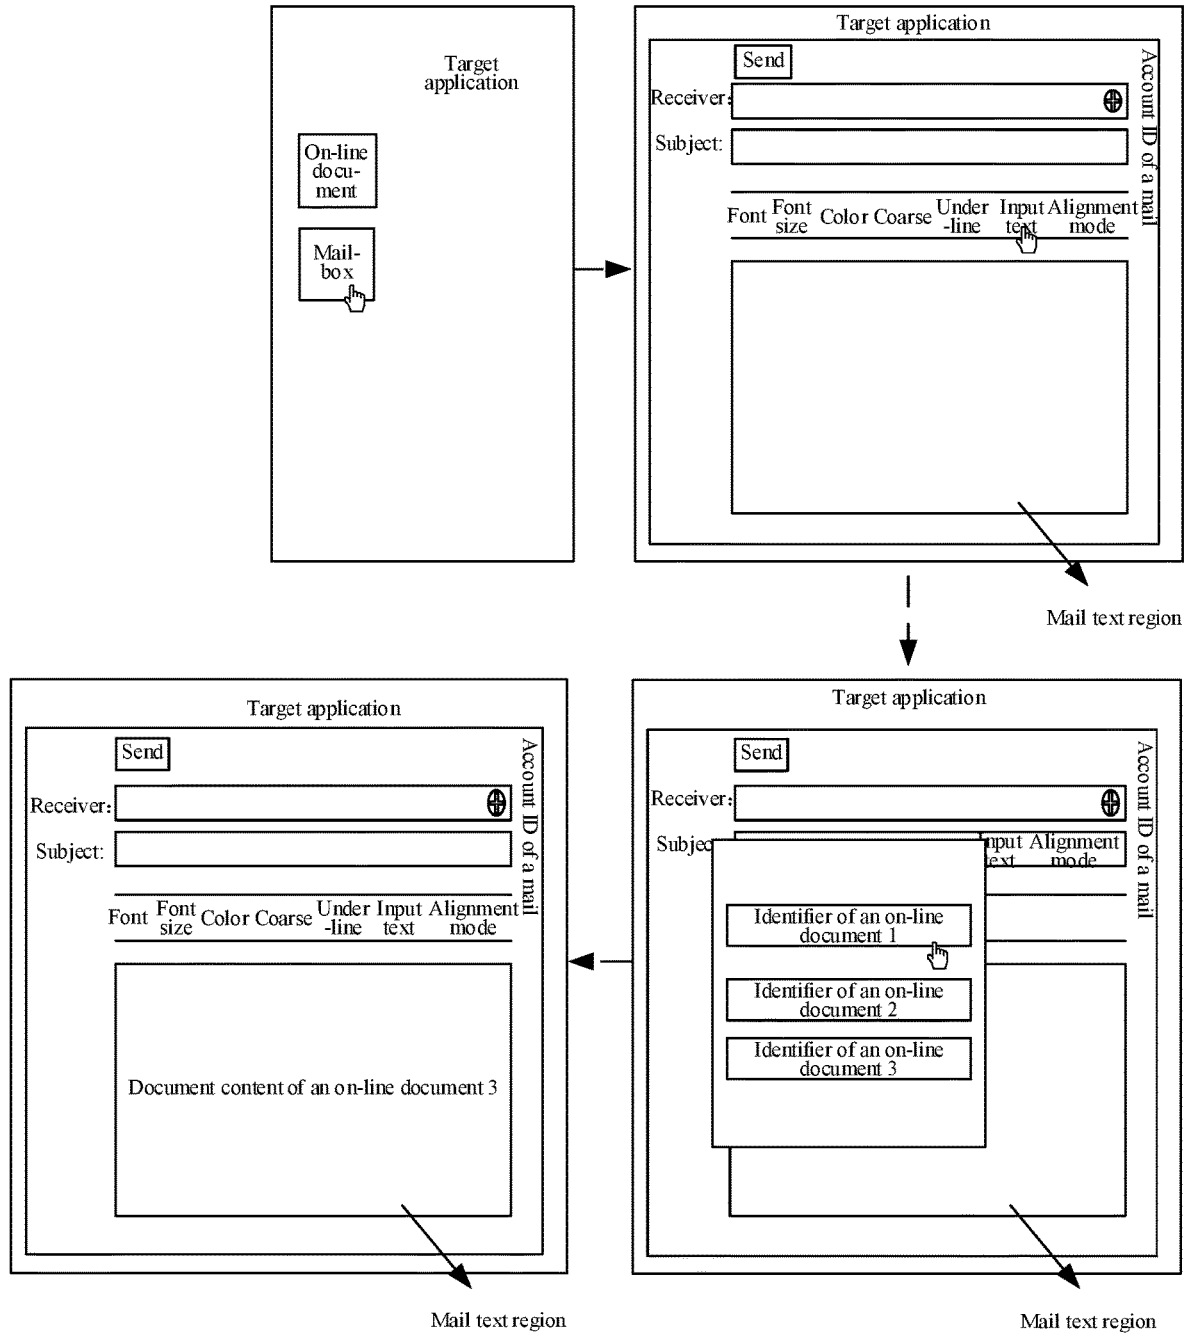 Target
application
On-line
docu-
ment
Mail-
box
Target application
Send
Receiver:
Subject:
Account ID of a mail
Font Font size Color Coarse Under -line Input text Alignment mode
Mail text region
Target application
Send
Receiver:
Subject:
Account ID of a mail
Font Font size Color Coarse Under -line Input text Alignment mode
Document content of an on-line document 3
Mail text region
Target application
Send
Receiver:
Subjec
Account ID of a mail
nput Alignment
text mode
Identifier of an on-line
document 1
Identifier of an on-line
document 2
Identifier of an on-line
document 3
Mail text region